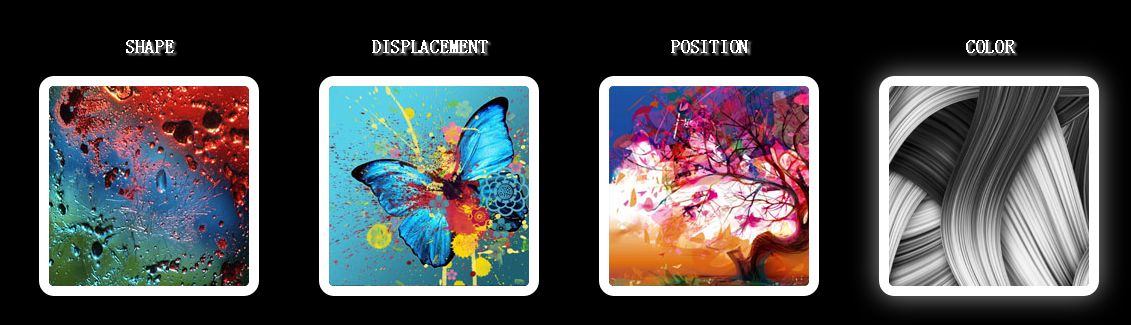 SHAPE
DISPLACEMENT
POSITION
COLOR